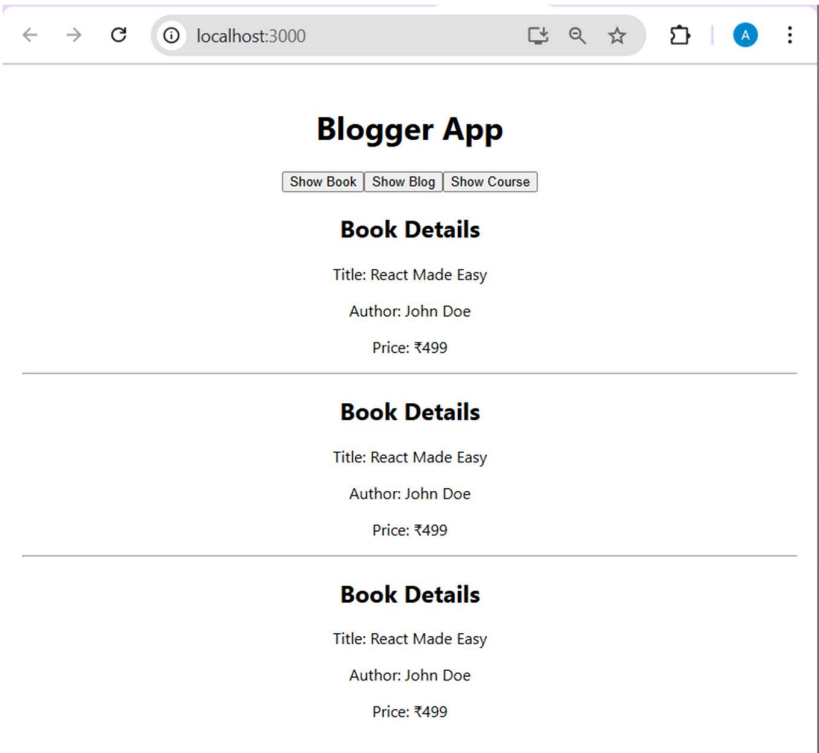 localhost:3000
A
Blogger App
Show Book Show Blog Show Course
Book Details
Title: React Made Easy
Author: John Doe
Price: ₹499
Book Details
Title: React Made Easy
Author: John Doe
Price: ₹499
Book Details
Title: React Made Easy
Author: John Doe
Price: ₹499